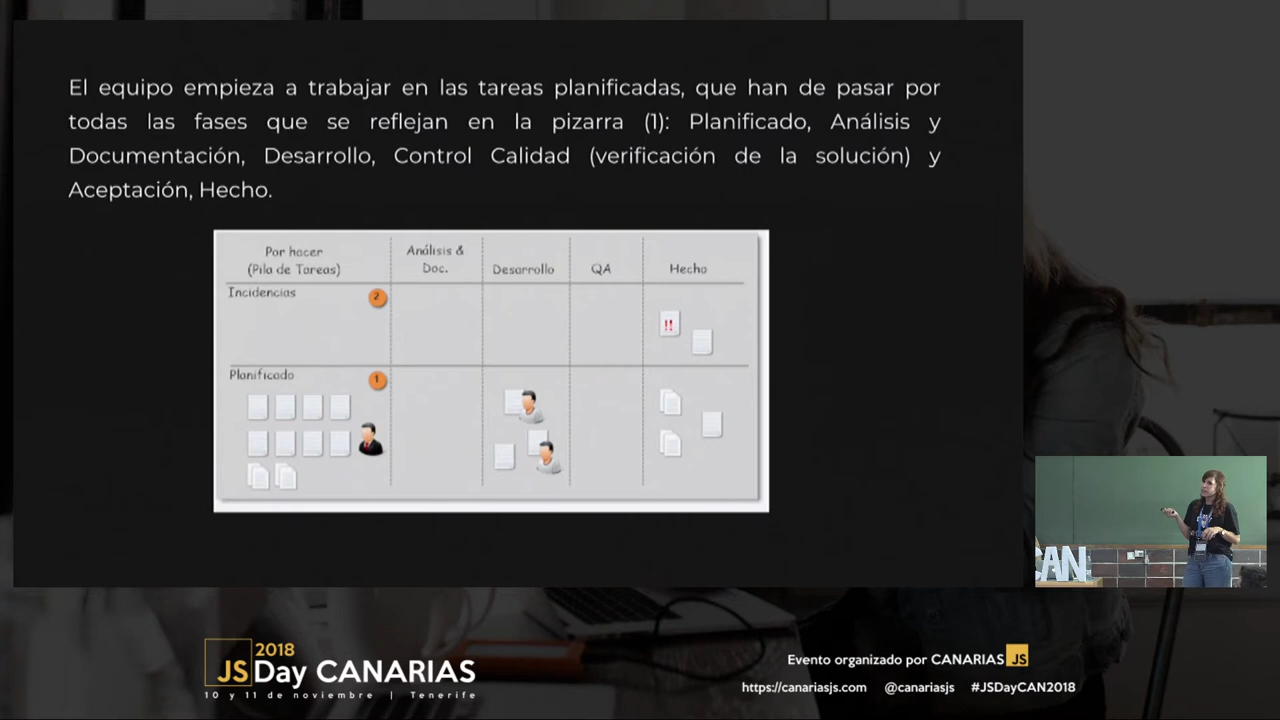 El equipo empieza a trabajar en las tareas planificadas, que han de pasar por
todas las fases que se reflejan en la pizarra (1): Planificado, Análisis y
Documentación, Desarrollo, Control Calidad (verificación de la solución) y
Aceptación, Hecho.
Por hacer
(Pila de Tareas)
Análisis &
Doc.
Desarrollo
QA
Hecho
Incidencias
2
!!
Planificado
1
CAN
2018
JSDay CANARIAS
10 y 11 de noviembre | Tenerife
Evento organizado por CANARIAS JS
https://canariasjs.com @canariasjs #JSDayCAN2018